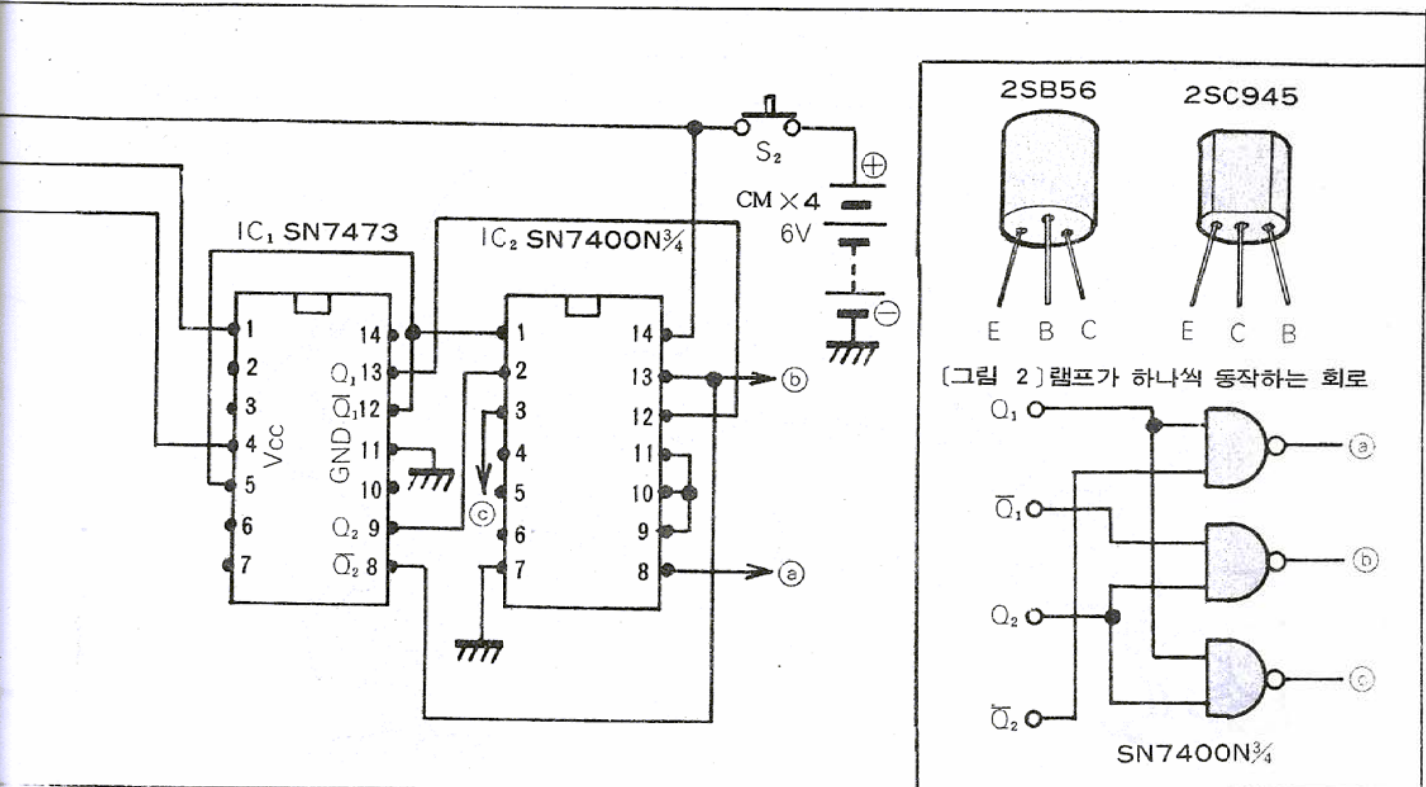 S₂
⊕
CM ×4
6V
⊖
IC₁ SN7473
1
2
3
4
5
6
7
Vcc
GND
14
Q₁ 13
Q̅₁ 12
11
10
Q₂ 9
Q̅₂ 8
IC₂ SN7400N¾
1
2
3
4
5
6
7
14
13
12
11
10
9
8
ⓒ
ⓑ
ⓐ
2SB56
E B C
2SC945
E C B
[그림 2] 램프가 하나씩 동작하는 회로
Q₁
Q̅₁
Q₂
Q̅₂
ⓐ
ⓑ
ⓒ
SN7400N¾